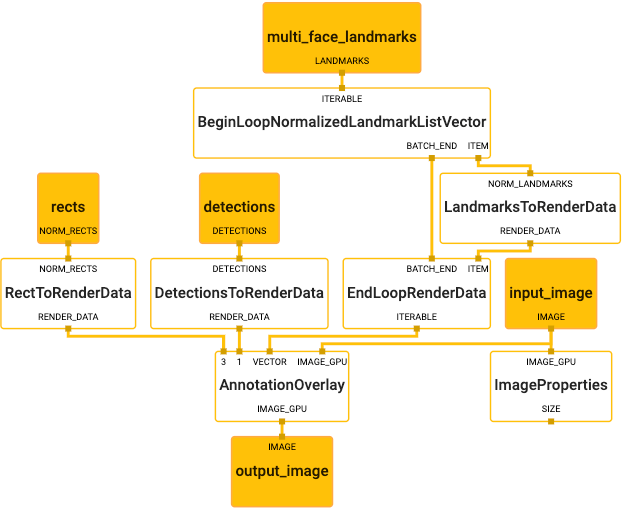 multi_face_landmarks
LANDMARKS
ITERABLE
BeginLoopNormalizedLandmarkListVector
BATCH_END ITEM
rects
NORM_RECTS
detections
DETECTIONS
NORM_LANDMARKS
LandmarksToRenderData
RENDER_DATA
NORM_RECTS
RectToRenderData
RENDER_DATA
DETECTIONS
DetectionsToRenderData
RENDER_DATA
BATCH_END ITEM
EndLoopRenderData
ITERABLE
input_image
IMAGE
3 1 VECTOR IMAGE_GPU
AnnotationOverlay
IMAGE_GPU
IMAGE_GPU
ImageProperties
SIZE
IMAGE
output_image